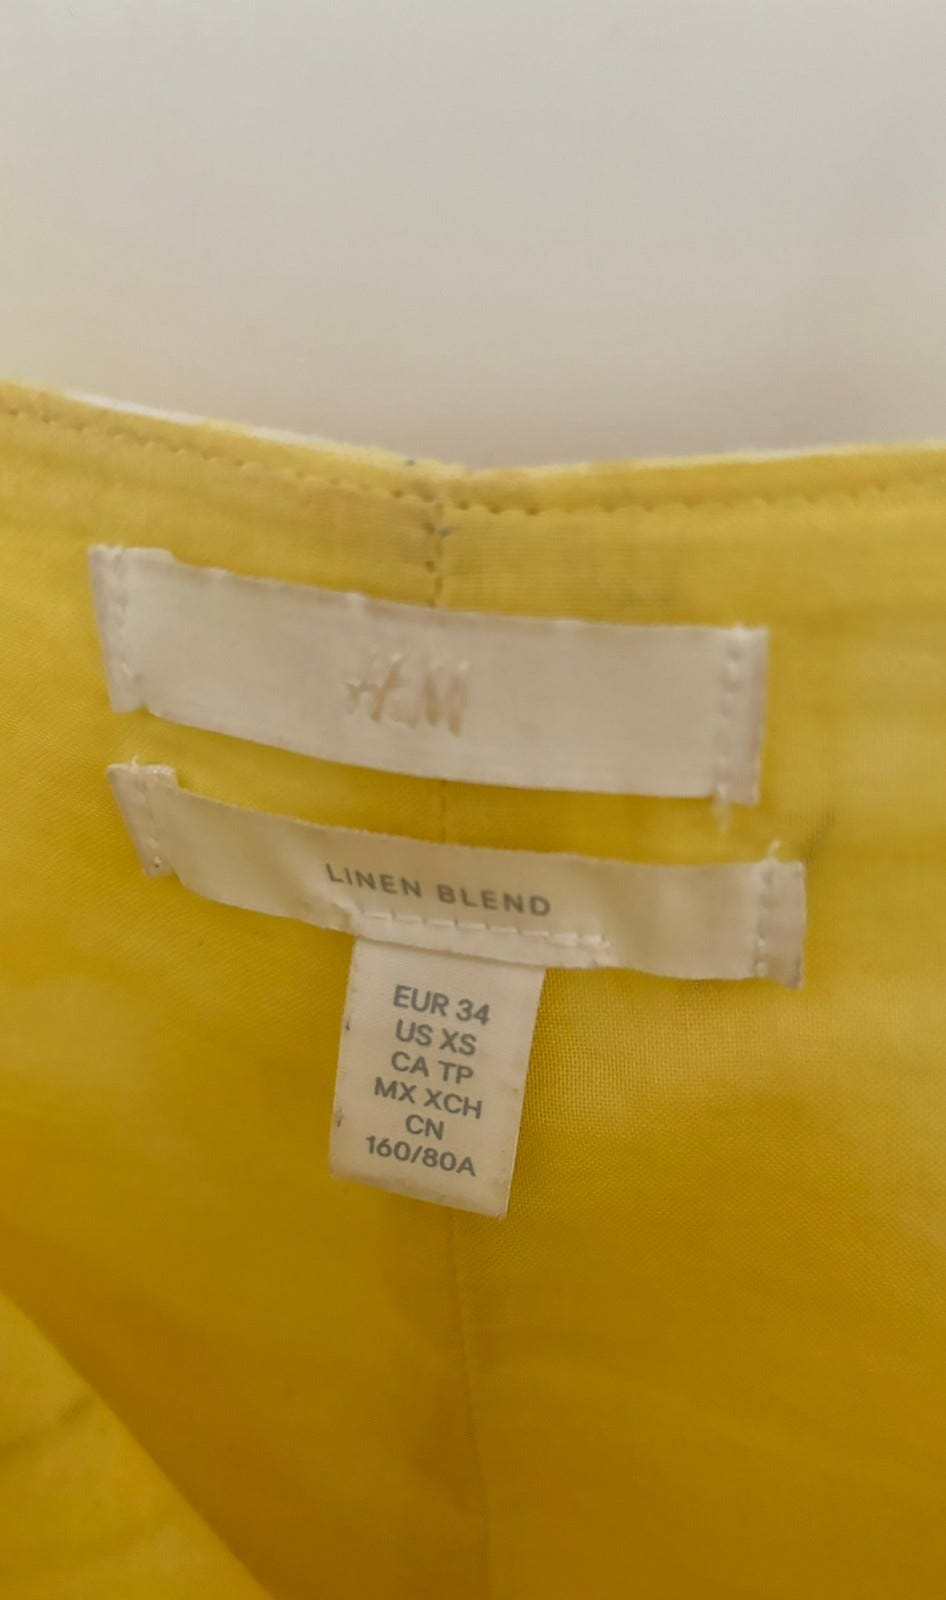 H&M
LINEN BLEND
EUR 34
US XS
CA TP
MX XCH
CN
160/80A